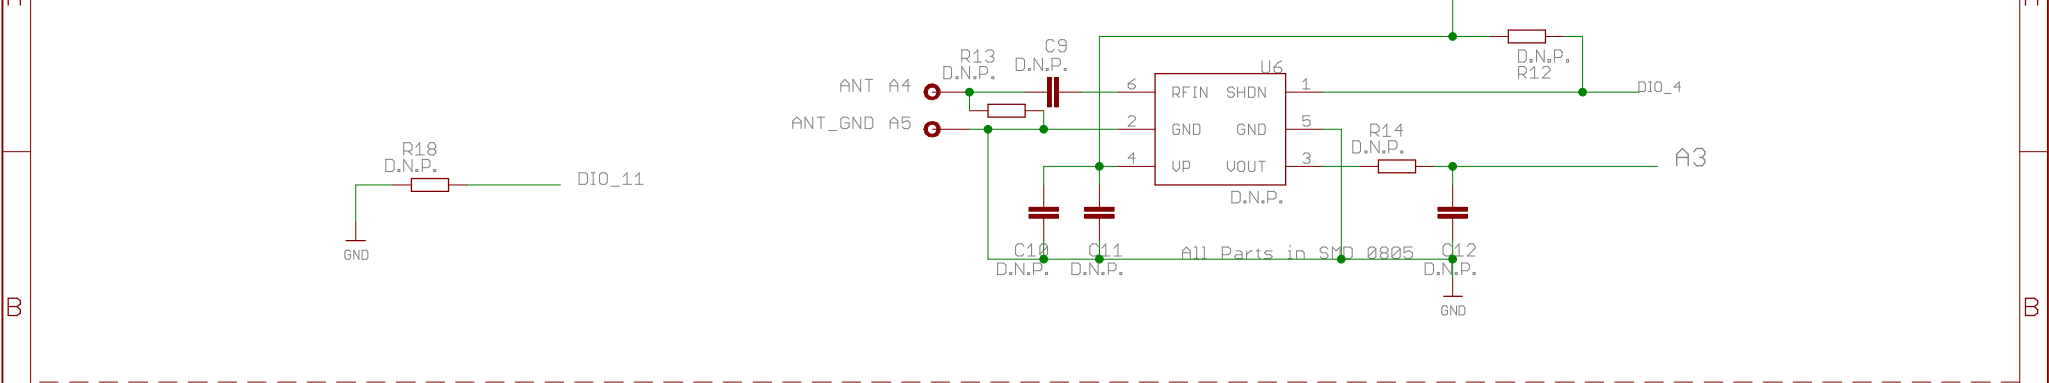 C9
D.N.P.
R13
D.N.P.
D.N.P.
R12
U6
ANT A4
6
RFIN
SHDN
1
DIO_4
ANT_GND A5
2
GND
GND
5
R14
D.N.P.
4
VP
VOUT
3
A3
R18
D.N.P.
DIO_11
D.N.P.
GND
C10
D.N.P.
C11
D.N.P.
All Parts in SMD 0805
C12
D.N.P.
GND
B
B